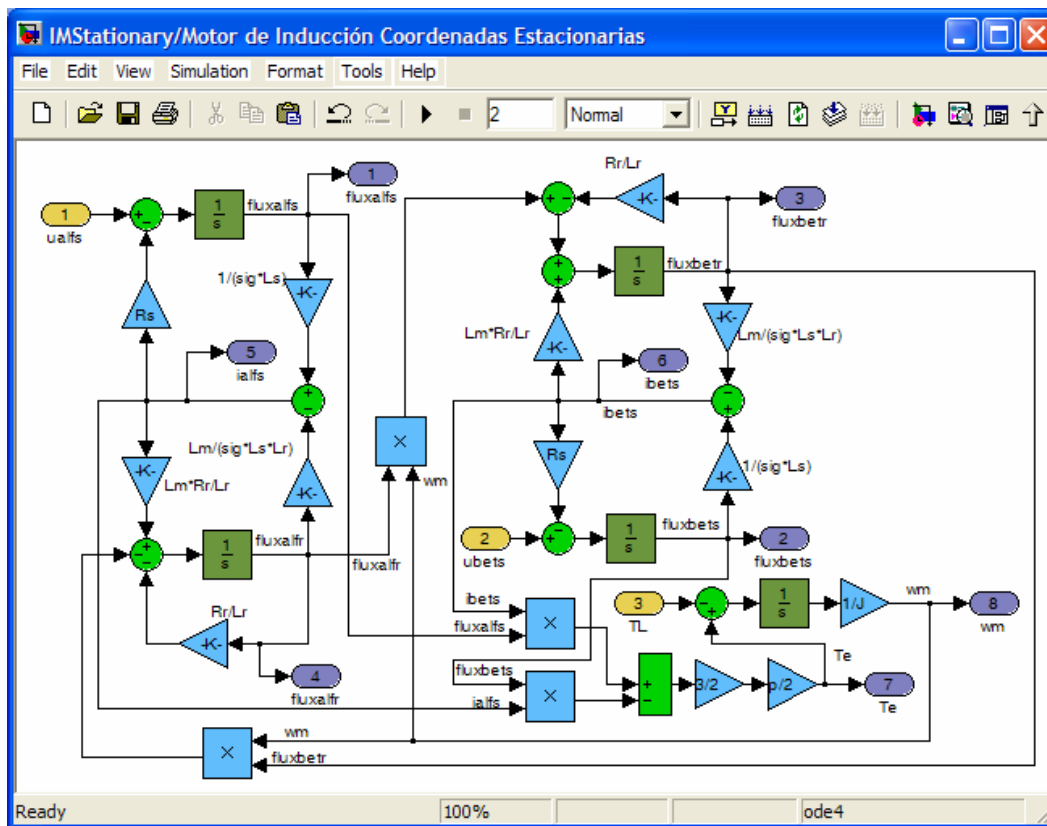 IMStationary/Motor de Inducción Coordenadas Estacionarias
File Edit View Simulation Format Tools Help
2 Normal
Rr/Lr
1
fluxalfs
-K-
3
fluxbetr
1
ualfs
1/s
fluxalfs
1/s
fluxbetr
1/(sig*Ls)
-K-
Rs
Lm*Rr/Lr
-K-
-K-
Lm/(sig*Ls*Lr)
5
ialfs
6
ibets
ibets
×
wm
Lm/(sig*Ls*Lr)
-K-
-K-
Lm*Rr/Lr
Rs
-K-
1/(sig*Ls)
1/s
fluxalfr
fluxalfr
2
ubets
1/s
fluxbets
2
fluxbets
Rr/Lr
-K-
4
fluxalfr
ibets
fluxalfs
×
3
TL
1/s
1/J
wm
8
wm
fluxbets
ialfs
×
3/2
p/2
Te
7
Te
×
wm
fluxbetr
Ready 100% ode4